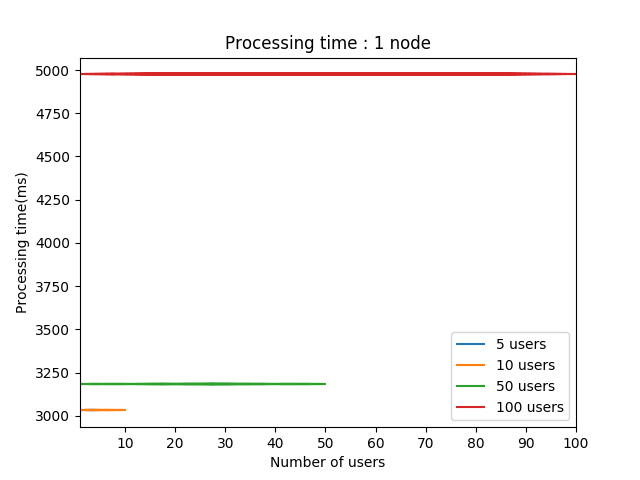 Processing time : 1 node
Processing time(ms)
5000
4750
4500
4250
4000
3750
3500
3250
3000
10 20 30 40 50 60 70 80 90 100
Number of users
5 users
10 users
50 users
100 users